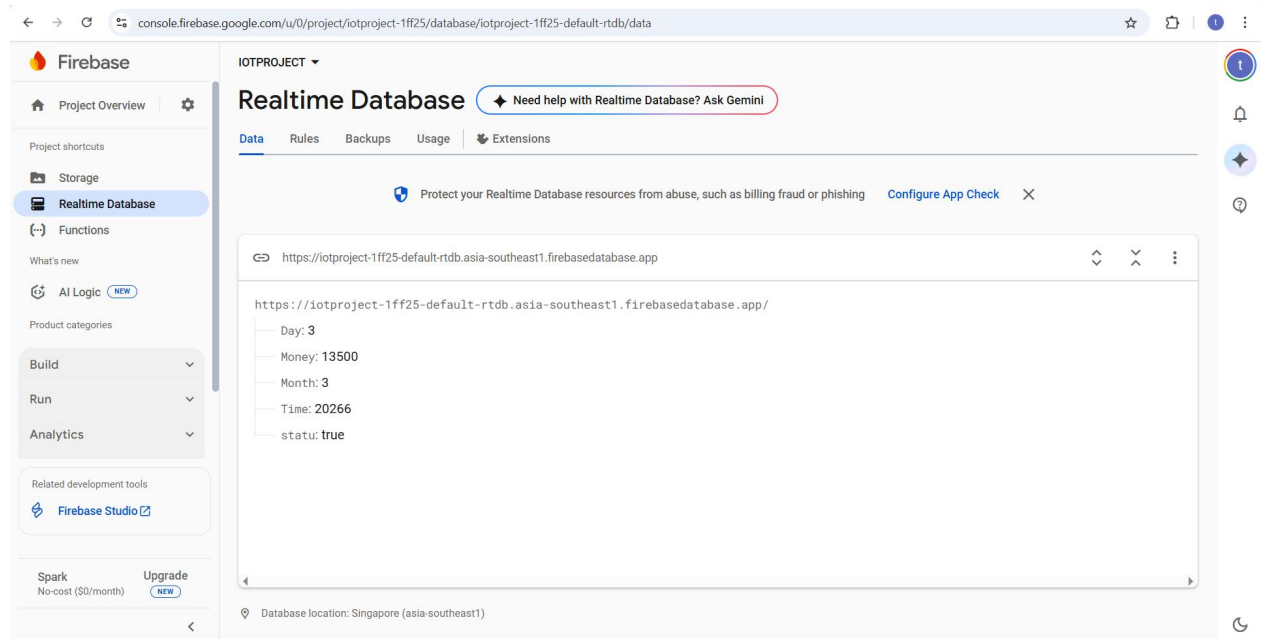 console.firebase.google.com/u/0/project/iotproject-1ff25/database/iotproject-1ff25-default-rtdb/data
t
Firebase
Project Overview
Project shortcuts
Storage
Realtime Database
Functions
What's new
AI Logic NEW
Product categories
Build
Run
Analytics
Related development tools
Firebase Studio
Spark
No-cost ($0/month)
Upgrade
NEW
IOTPROJECT
Realtime Database
Need help with Realtime Database? Ask Gemini
Data Rules Backups Usage Extensions
Protect your Realtime Database resources from abuse, such as billing fraud or phishing Configure App Check
https://iotproject-1ff25-default-rtdb.asia-southeast1.firebasedatabase.app
https://iotproject-1ff25-default-rtdb.asia-southeast1.firebasedatabase.app/
Day: 3
Money: 13500
Month: 3
Time: 20266
statu: true
Database location: Singapore (asia-southeast1)
t